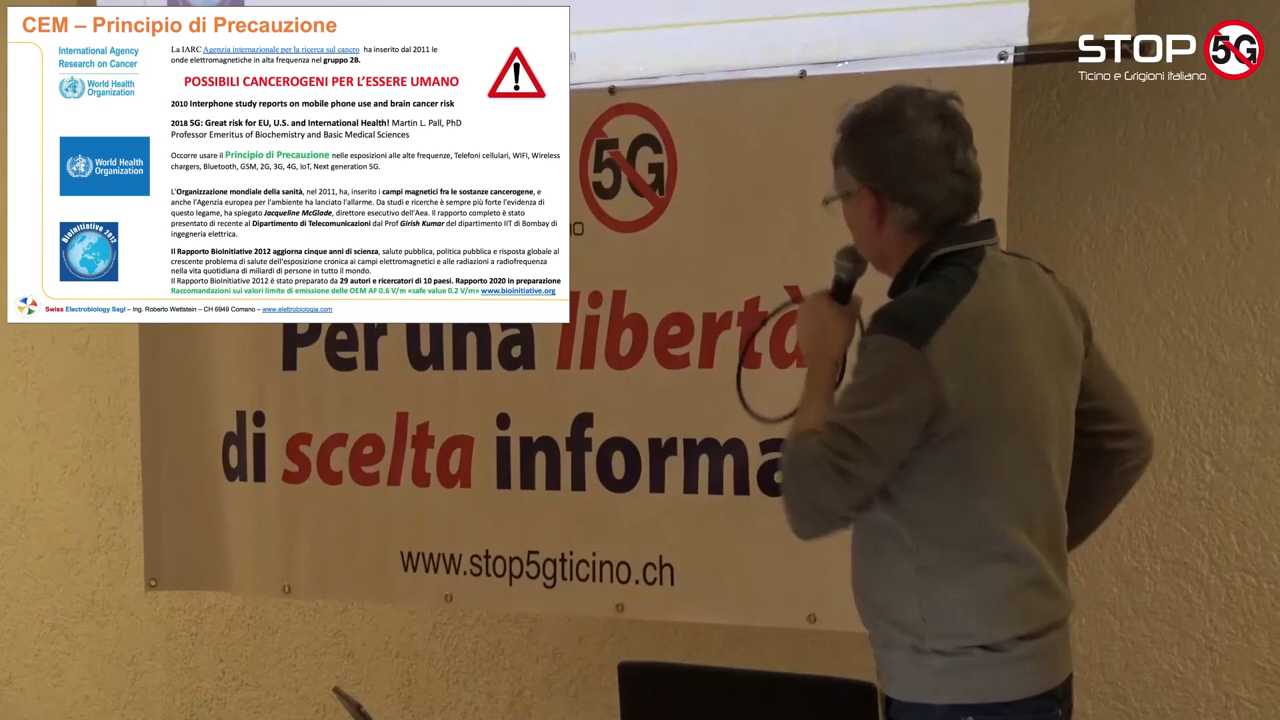 CEM – Principio di Precauzione
International Agency
Research on Cancer
World Health
Organization
La IARC Agenzia internazionale per la ricerca sul cancro ha inserito dal 2011 le
onde elettromagnetiche in alta frequenza nel gruppo 2B.
POSSIBILI CANCEROGENI PER L'ESSERE UMANO
2010 Interphone study reports on mobile phone use and brain cancer risk
2018 5G: Great risk for EU, U.S. and International Health! Martin L. Pall, PhD
Professor Emeritus of Biochemistry and Basic Medical Sciences
World Health
Organization
Occorre usare il Principio di Precauzione nelle esposizioni alle alte frequenze, Telefoni cellulari, WIFI, Wireless
chargers, Bluetooth, GSM, 2G, 3G, 4G, IoT, Next generation 5G.
L'Organizzazione mondiale della sanità, nel 2011, ha, inserito i campi magnetici fra le sostanze cancerogene, e
anche l'Agenzia europea per l'ambiente ha lanciato l'allarme. Da studi e ricerche è sempre più forte l'evidenza di
questo legame, ha spiegato Jacqueline McGlade, direttore esecutivo dell'Aea. Il rapporto completo è stato
presentato di recente al Dipartimento di Telecomunicazioni dal Prof Girish Kumar del dipartimento IIT di Bombay di
ingegneria elettrica.
BioInitiative 2012
Il Rapporto BioInitiative 2012 aggiorna cinque anni di scienza, salute pubblica, politica pubblica e risposta globale al
crescente problema di salute dell'esposizione cronica ai campi elettromagnetici e alle radiazioni a radiofrequenza
nella vita quotidiana di miliardi di persone in tutto il mondo.
Il Rapporto BioInitiative 2012 è stato preparato da 29 autori e ricercatori di 10 paesi. Rapporto 2020 in preparazione
Raccomandazioni sui valori limite di emissione delle OEM AF 0.6 V/m «safe value 0.2 V/m» www.bioinitiative.org
Swiss Electrobiology Sagl – Ing. Roberto Wettstein – CH 6949 Comano – www.elettrobiologia.com
STOP 5G
Ticino e Grigioni italiano
5G
no
Per una libertà
di scelta informa
www.stop5gticino.ch